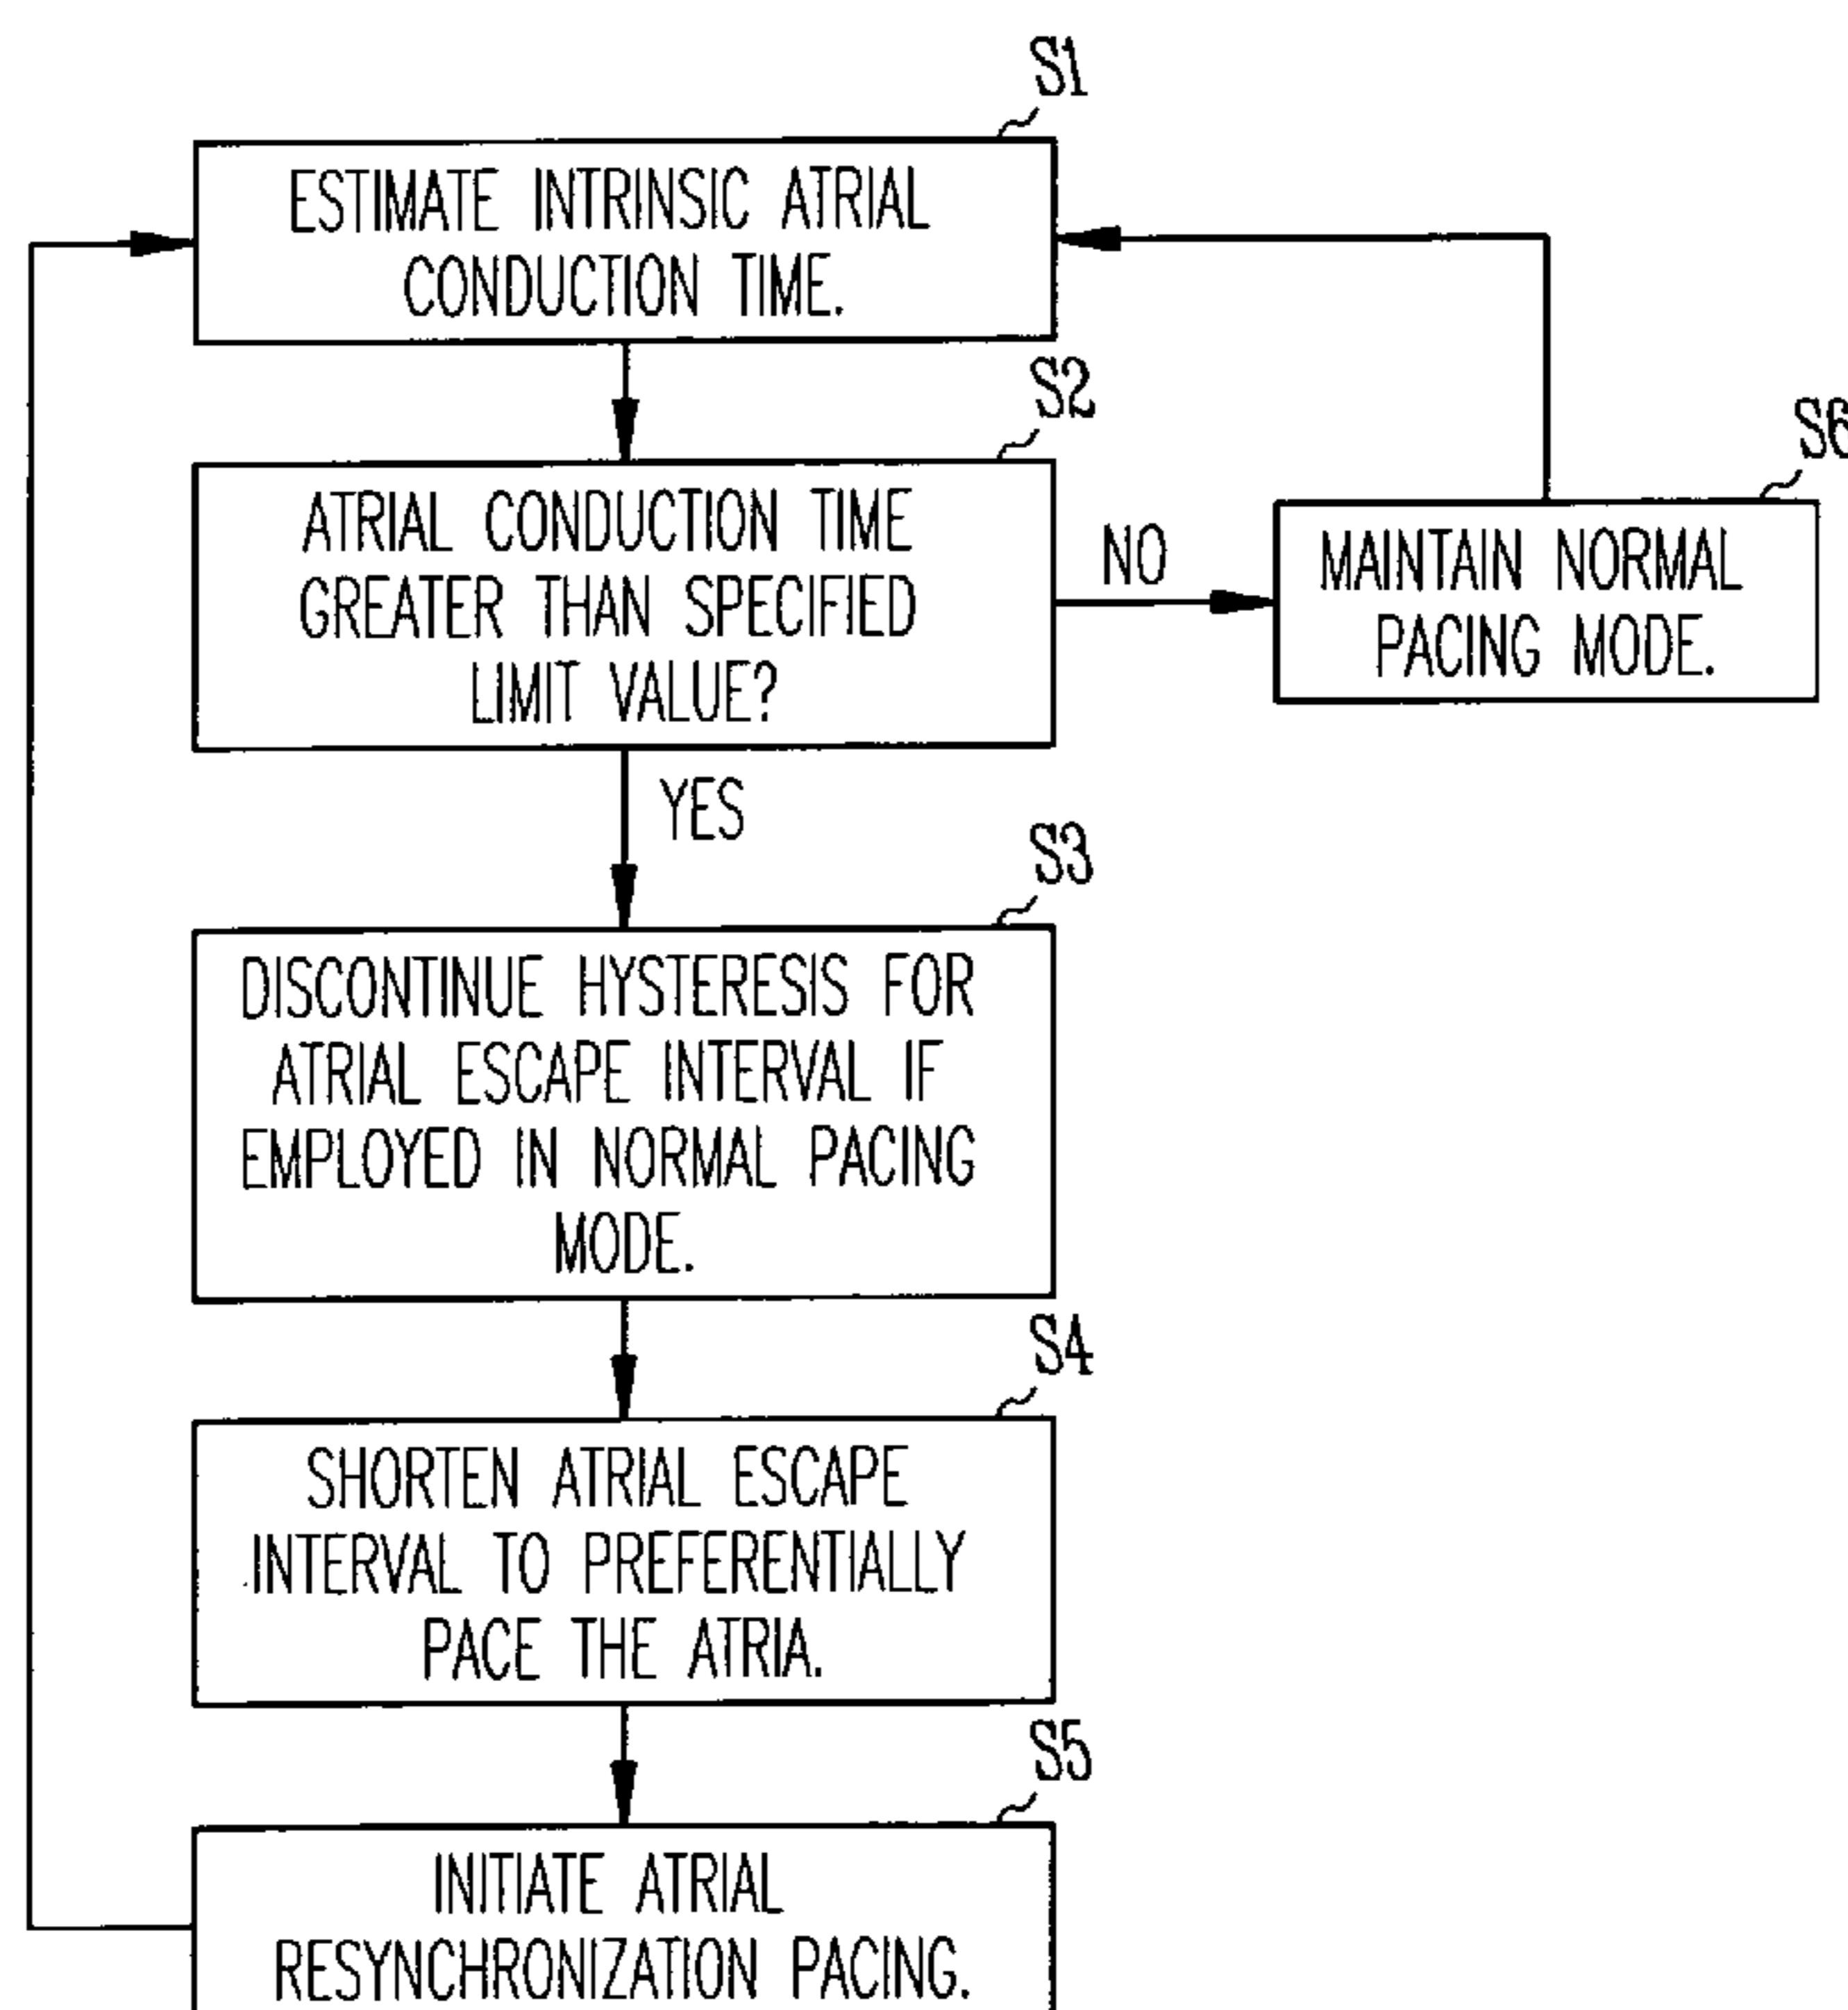 S1
ESTIMATE INTRINSIC ATRIAL
CONDUCTION TIME.
S2
ATRIAL CONDUCTION TIME
GREATER THAN SPECIFIED
LIMIT VALUE?
NO
S6
MAINTAIN NORMAL
PACING MODE.
YES
S3
DISCONTINUE HYSTERESIS FOR
ATRIAL ESCAPE INTERVAL IF
EMPLOYED IN NORMAL PACING
MODE.
S4
SHORTEN ATRIAL ESCAPE
INTERVAL TO PREFERENTIALLY
PACE THE ATRIA.
S5
INITIATE ATRIAL
RESYNCHRONIZATION PACING.